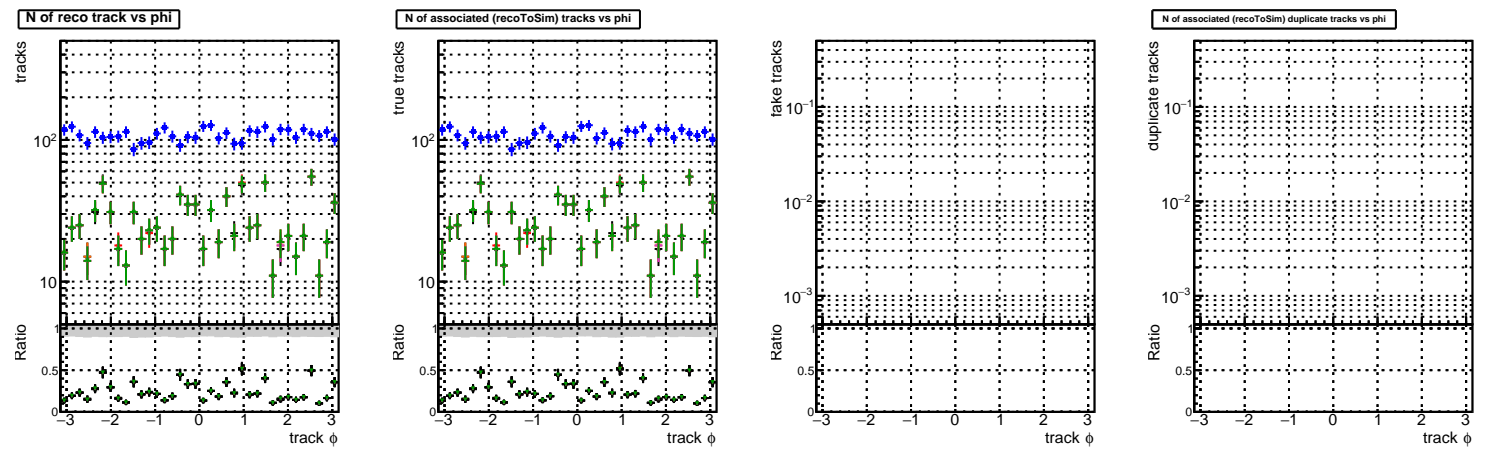 N of reco track vs phi
tracks
10²
10
Ratio
1
0.5
0
−3 −2 −1 0 1 2 3
track ϕ
N of associated (recoToSim) tracks vs phi
true tracks
10²
10
Ratio
1
0.5
0
−3 −2 −1 0 1 2 3
track ϕ
fake tracks
10⁻¹
10⁻²
10⁻³
Ratio
1
0.5
0
−3 −2 −1 0 1 2 3
track ϕ
N of associated (recoToSim) duplicate tracks vs phi
duplicate tracks
10⁻¹
10⁻²
10⁻³
Ratio
1
0.5
0
−3 −2 −1 0 1 2 3
track ϕ